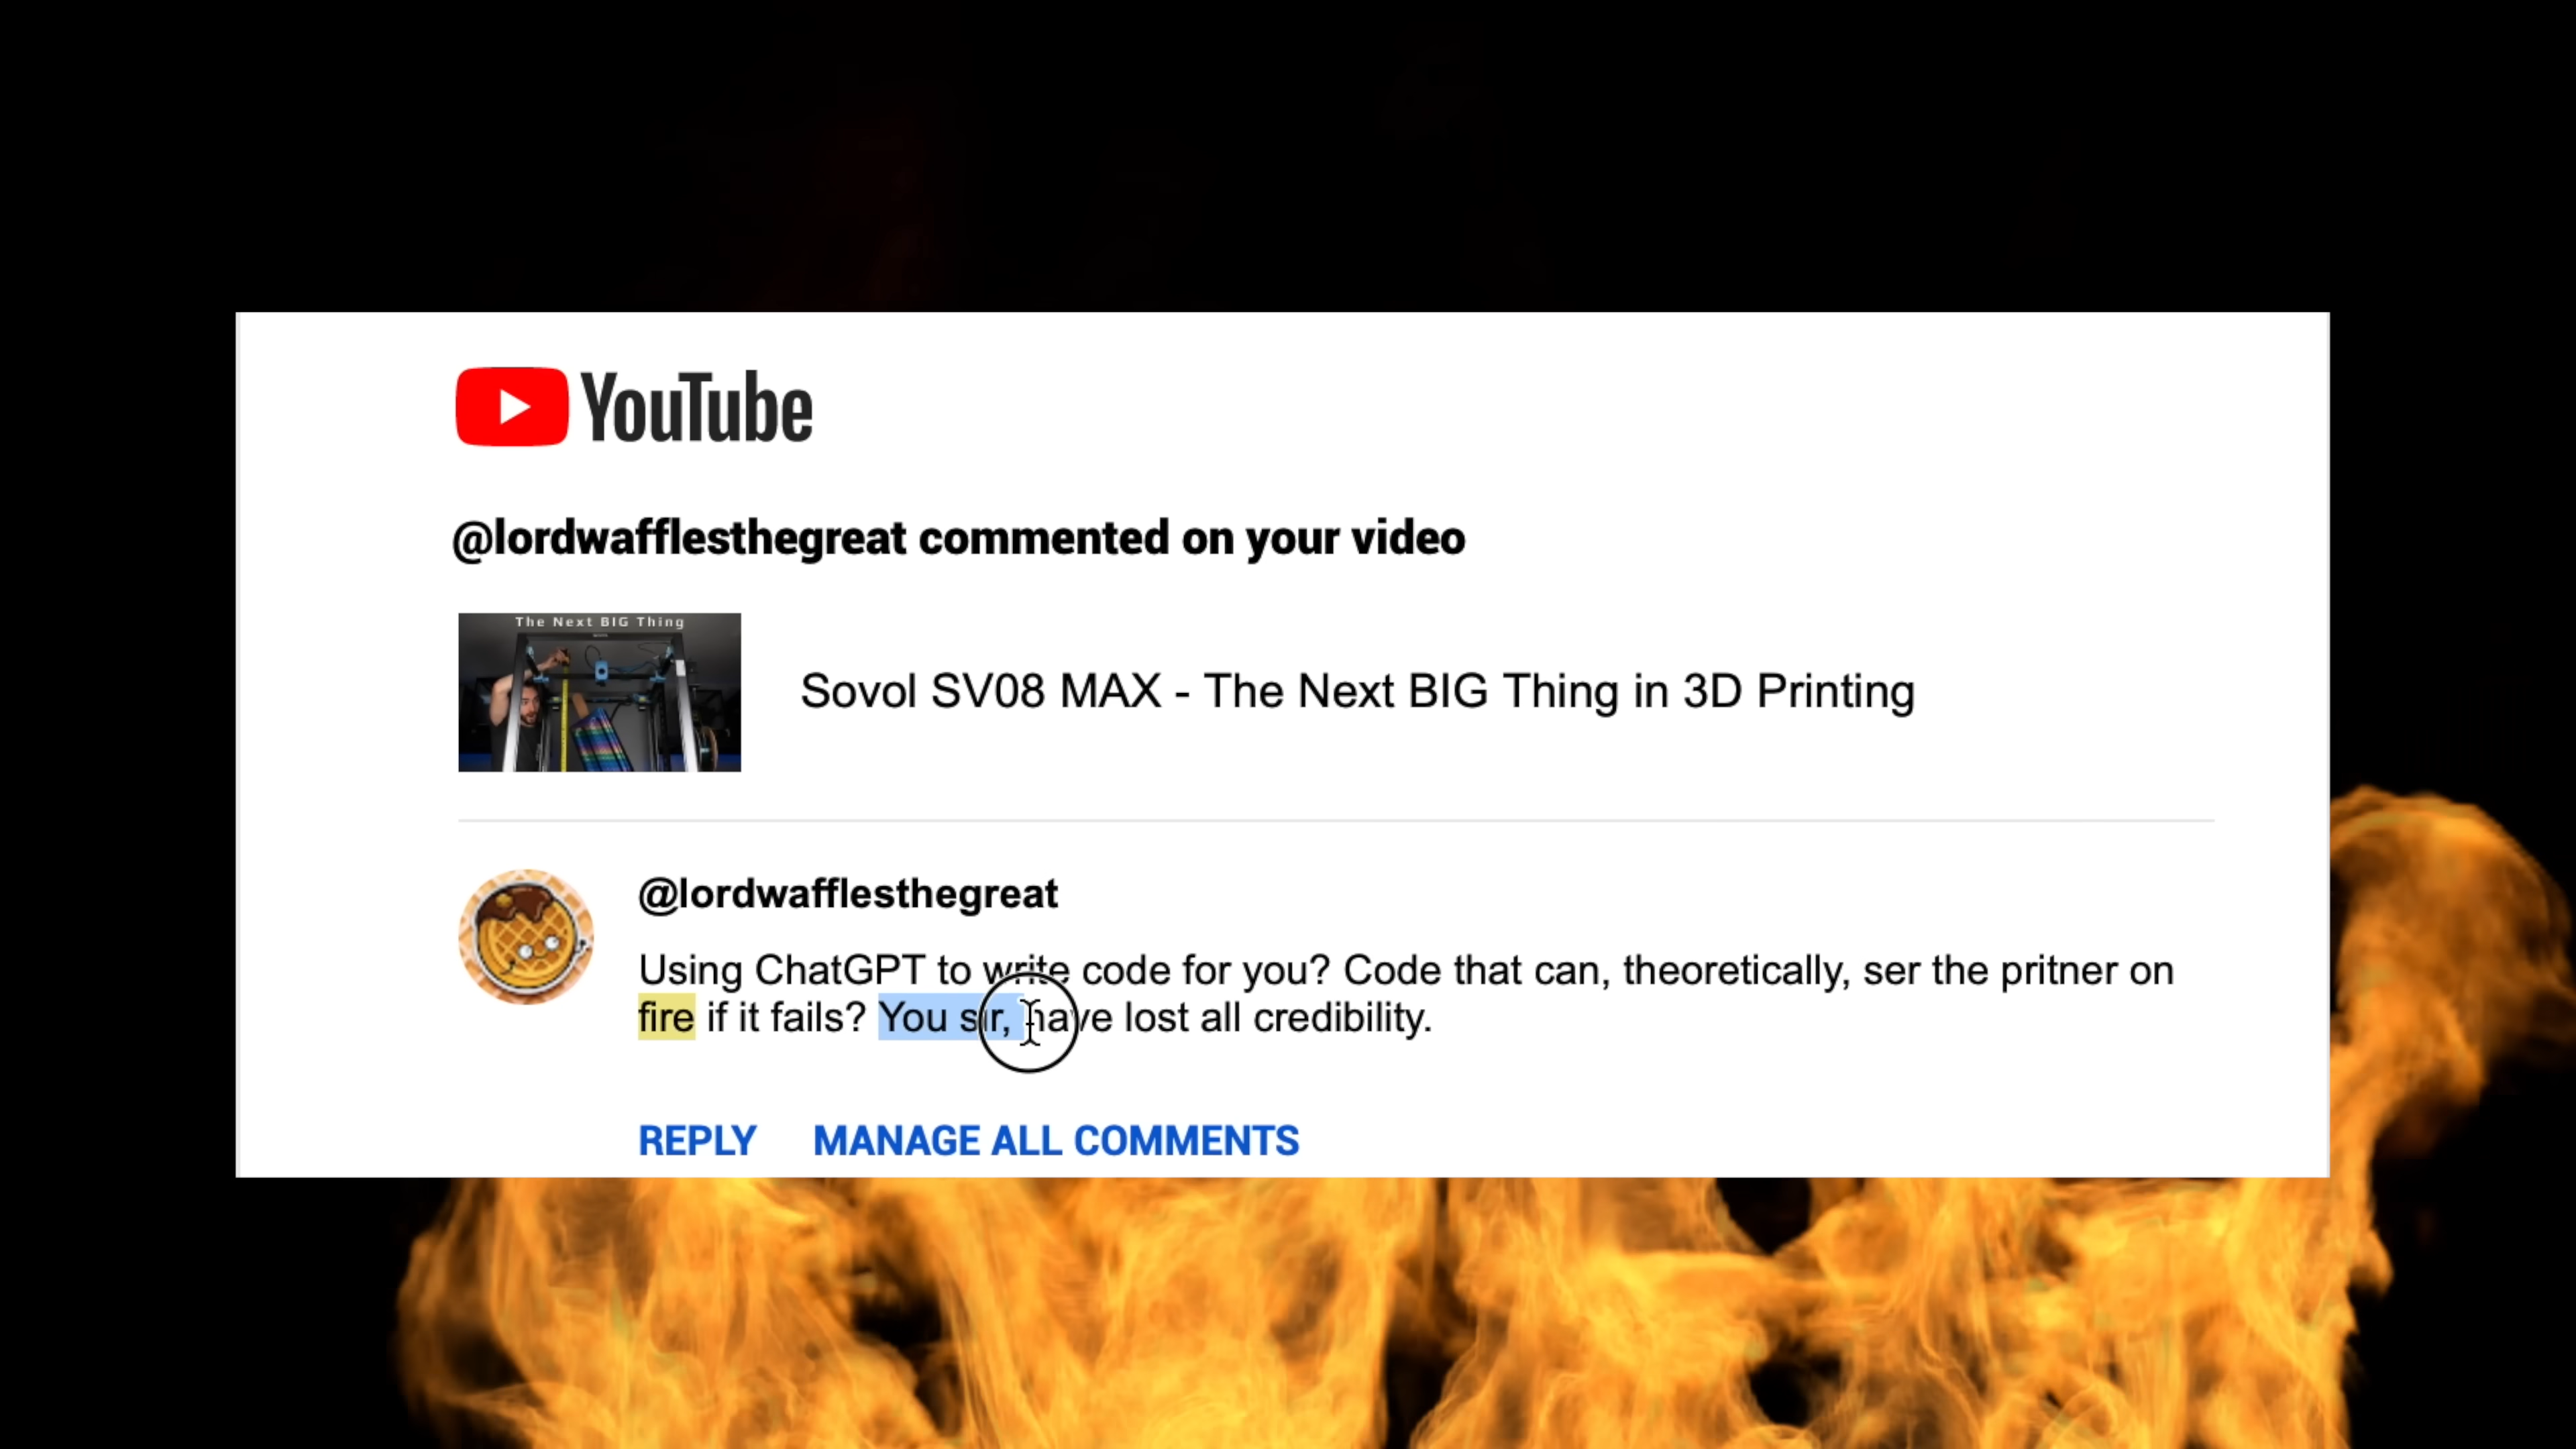 YouTube
@lordwafflesthegreat commented on your video
The Next BIG Thing
Sovol SV08 MAX - The Next BIG Thing in 3D Printing
@lordwafflesthegreat
Using ChatGPT to write code for you? Code that can, theoretically, ser the pritner on
fire if it fails? You sir, have lost all credibility.
REPLY MANAGE ALL COMMENTS